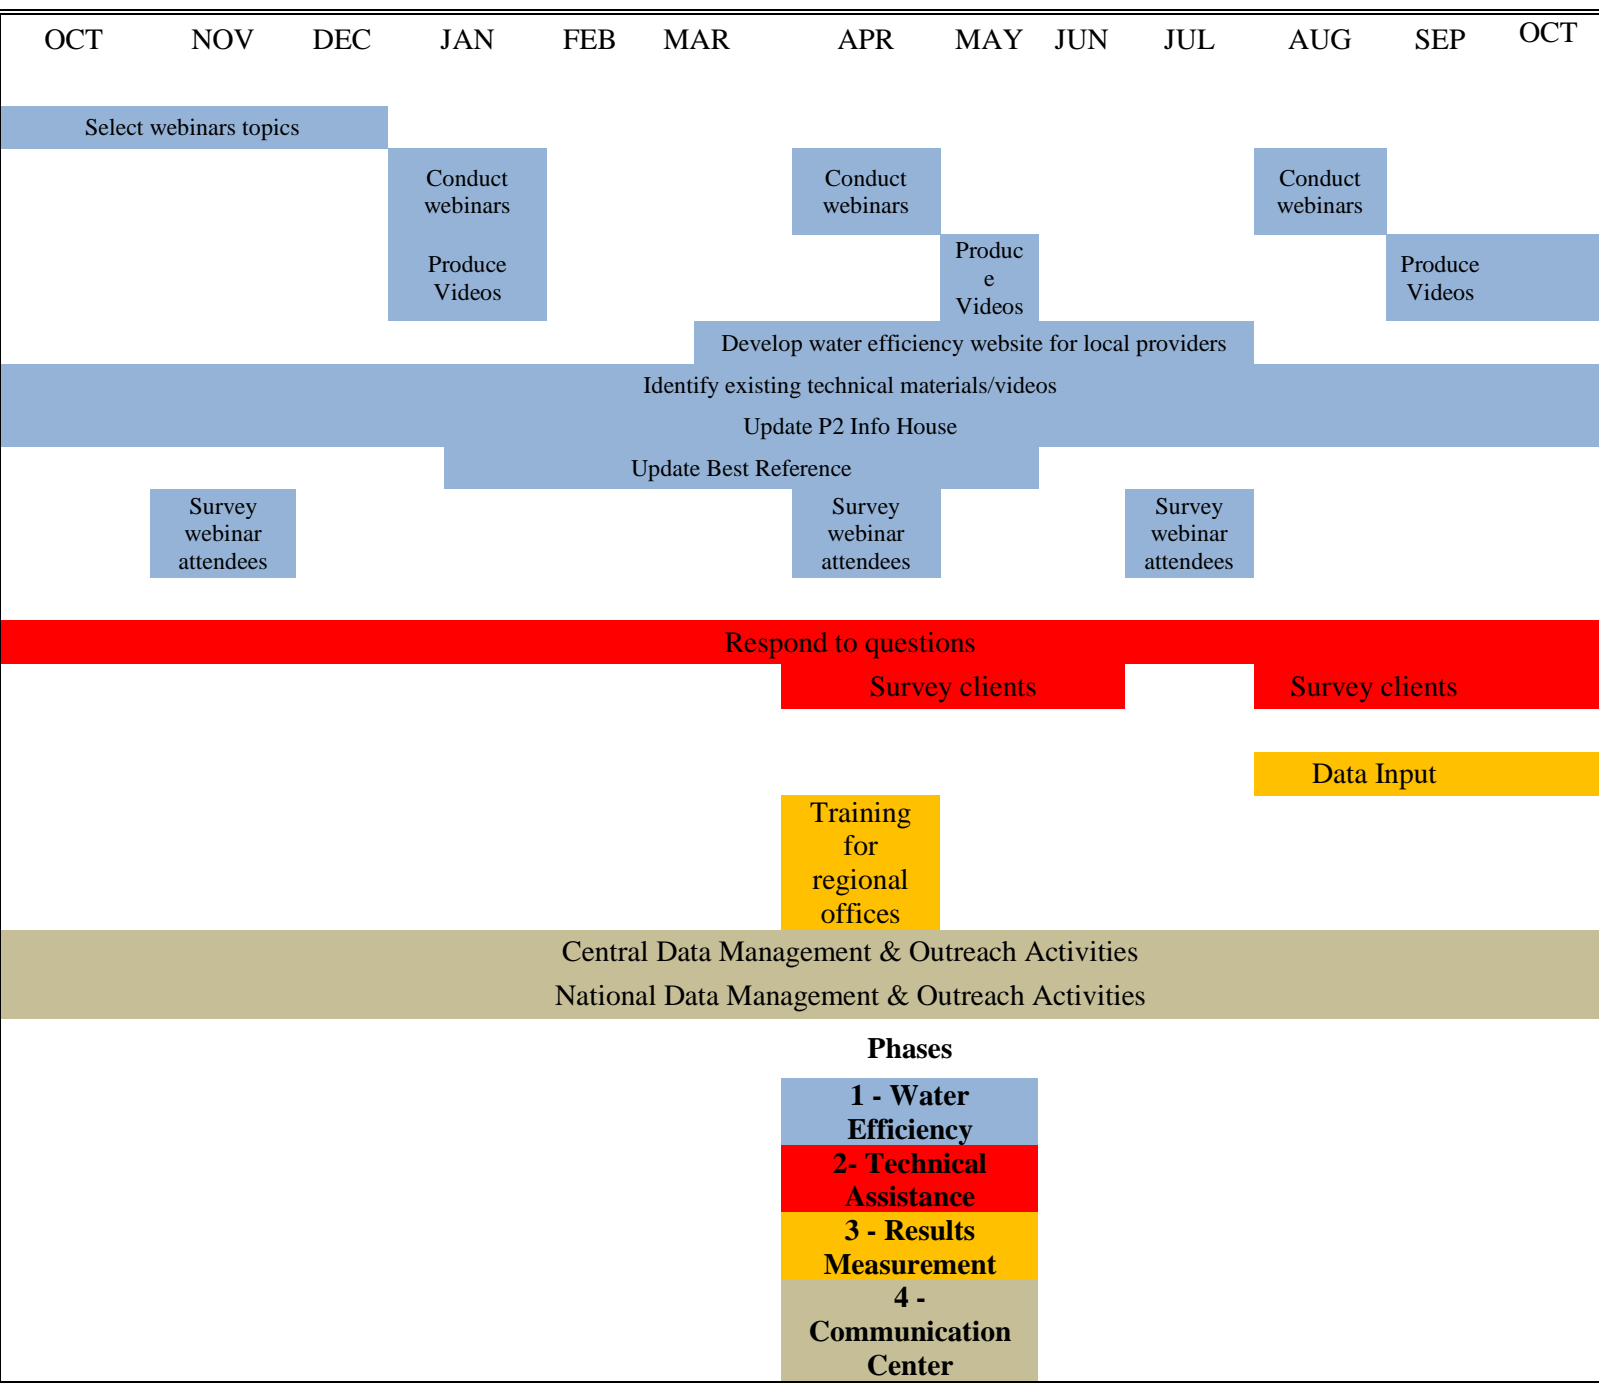 OCT NOV DEC JAN FEB MAR APR MAY JUN JUL AUG SEP OCT
Select webinars topics
Conduct
webinars
Conduct
webinars
Conduct
webinars
Produce
Videos
Produc
e
Videos
Produce
Videos
Develop water efficiency website for local providers
Identify existing technical materials/videos
Update P2 Info House
Update Best Reference
Survey
webinar
attendees
Survey
webinar
attendees
Survey
webinar
attendees
Respond to questions
Survey clients
Survey clients
Data Input
Training
for
regional
offices
Central Data Management & Outreach Activities
National Data Management & Outreach Activities
Phases
1 - Water
Efficiency
2- Technical
Assistance
3 - Results
Measurement
4 -
Communication
Center